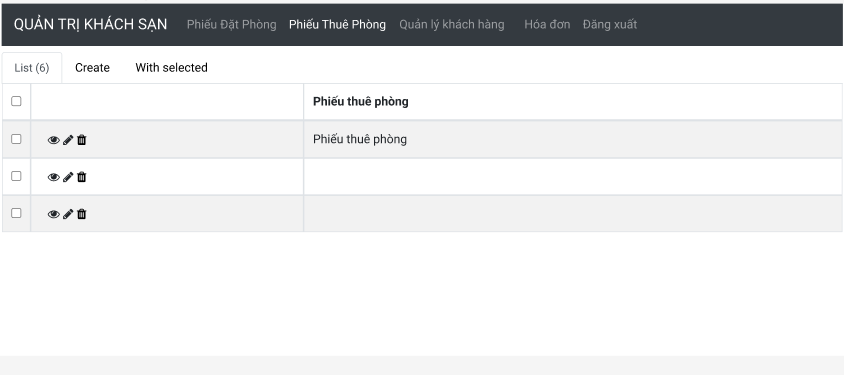 QUẢN TRỊ KHÁCH SẠN Phiếu Đặt Phòng Phiếu Thuê Phòng Quản lý khách hàng Hóa đơn Đăng xuất
List (6) Create With selected
Phiếu thuê phòng
Phiếu thuê phòng